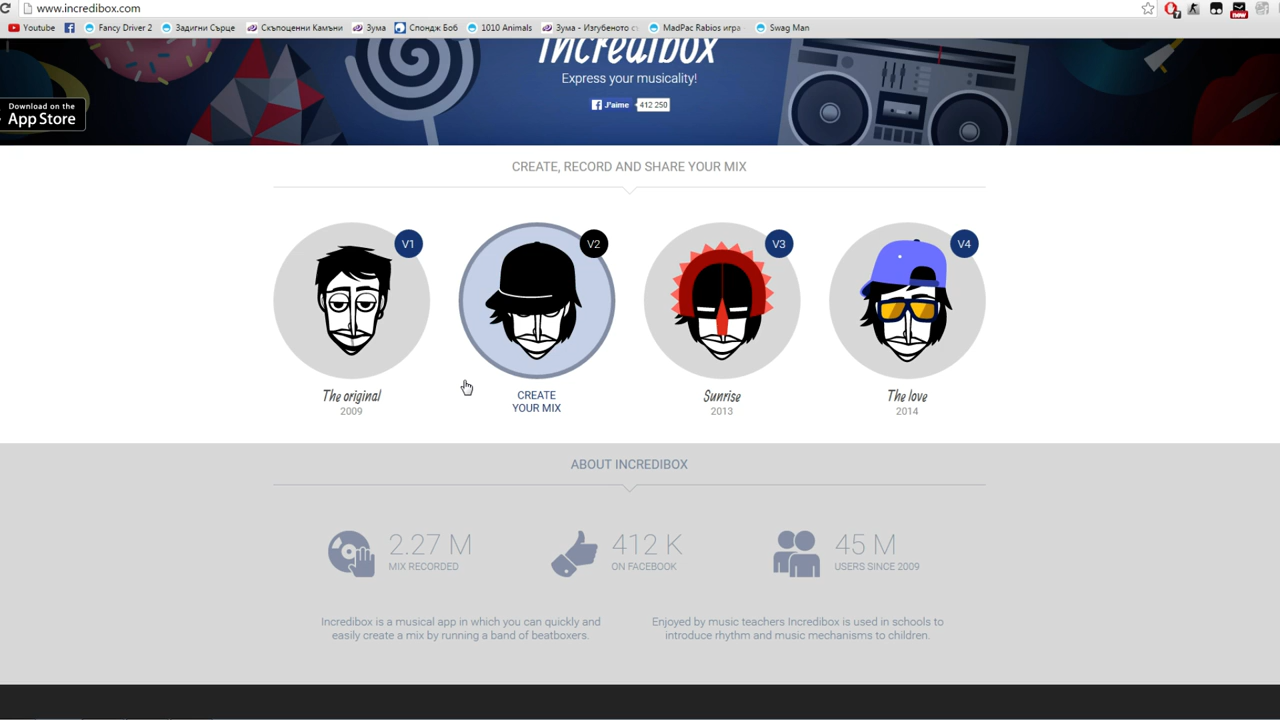 www.incredibox.com
Youtube Fancy Driver 2 Задигни Сърце Скъпоценни Камъни Зума Спондж Боб 1010 Animals Зума - Изгубеното MadPac Rabios игра Swag Man
new
7
Incredibox
Express your musicality!
J'aime 412 250
Download on the
App Store
CREATE, RECORD AND SHARE YOUR MIX
V1 V2 V3 V4
The original CREATE Sunrise The love
2009 YOUR MIX 2013 2014
ABOUT INCREDIBOX
2.27 M 412 K 45 M
MIX RECORDED ON FACEBOOK USERS SINCE 2009
Incredibox is a musical app in which you can quickly and
easily create a mix by running a band of beatboxers.
Enjoyed by music teachers Incredibox is used in schools to
introduce rhythm and music mechanisms to children.